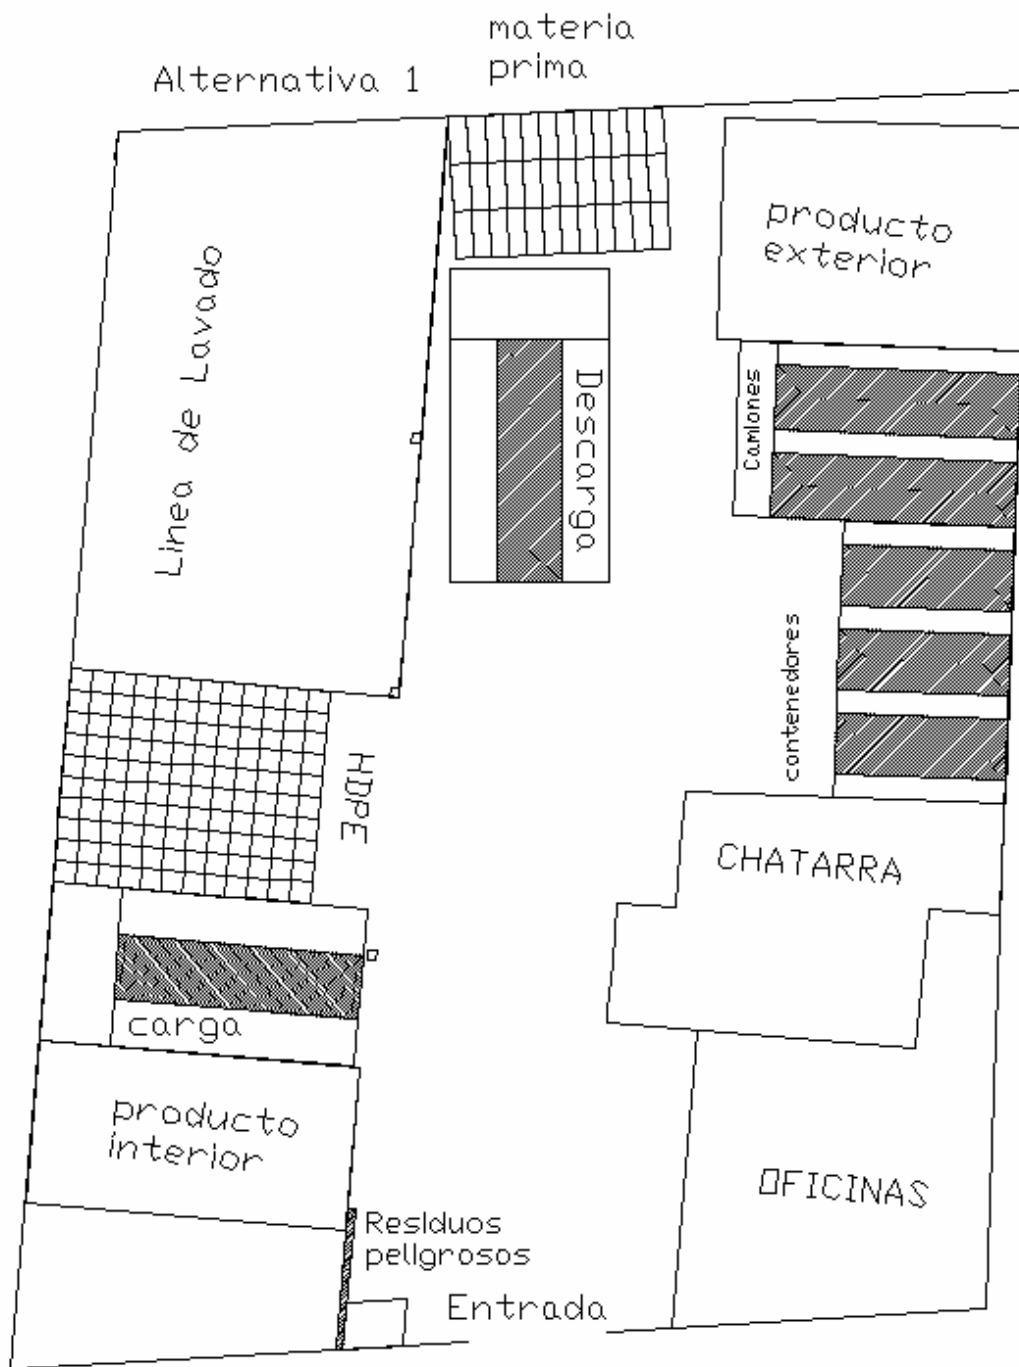 Alternativa 1
materia
prima
producto
exterior
Linea de Lavado
Descarga
Camiones
contenedores
HDPE
CHATARRA
carga
producto
interior
OFICINAS
Residuos
peligrosos
Entrada